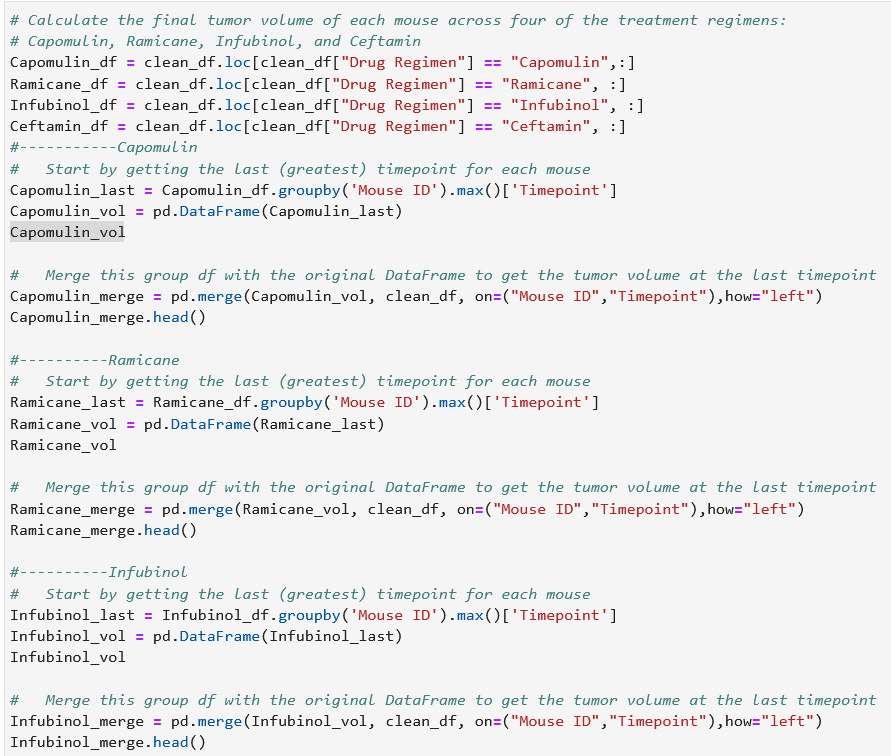 # Calculate the final tumor volume of each mouse across four of the treatment regimens:
# Capomulin, Ramicane, Infubinol, and Ceftamin
Capomulin_df = clean_df.loc[clean_df["Drug Regimen"] == "Capomulin",:]
Ramicane_df = clean_df.loc[clean_df["Drug Regimen"] == "Ramicane", :]
Infubinol_df = clean_df.loc[clean_df["Drug Regimen"] == "Infubinol", :]
Ceftamin_df = clean_df.loc[clean_df["Drug Regimen"] == "Ceftamin", :]
#-----------Capomulin
#   Start by getting the last (greatest) timepoint for each mouse
Capomulin_last = Capomulin_df.groupby('Mouse ID').max()['Timepoint']
Capomulin_vol = pd.DataFrame(Capomulin_last)
Capomulin_vol
#   Merge this group df with the original DataFrame to get the tumor volume at the last timepoint
Capomulin_merge = pd.merge(Capomulin_vol, clean_df, on=("Mouse ID","Timepoint"),how="left")
Capomulin_merge.head()
#----------Ramicane
#   Start by getting the last (greatest) timepoint for each mouse
Ramicane_last = Ramicane_df.groupby('Mouse ID').max()['Timepoint']
Ramicane_vol = pd.DataFrame(Ramicane_last)
Ramicane_vol
#   Merge this group df with the original DataFrame to get the tumor volume at the last timepoint
Ramicane_merge = pd.merge(Ramicane_vol, clean_df, on=("Mouse ID","Timepoint"),how="left")
Ramicane_merge.head()
#----------Infubinol
#   Start by getting the last (greatest) timepoint for each mouse
Infubinol_last = Infubinol_df.groupby('Mouse ID').max()['Timepoint']
Infubinol_vol = pd.DataFrame(Infubinol_last)
Infubinol_vol
#   Merge this group df with the original DataFrame to get the tumor volume at the last timepoint
Infubinol_merge = pd.merge(Infubinol_vol, clean_df, on=("Mouse ID","Timepoint"),how="left")
Infubinol_merge.head()